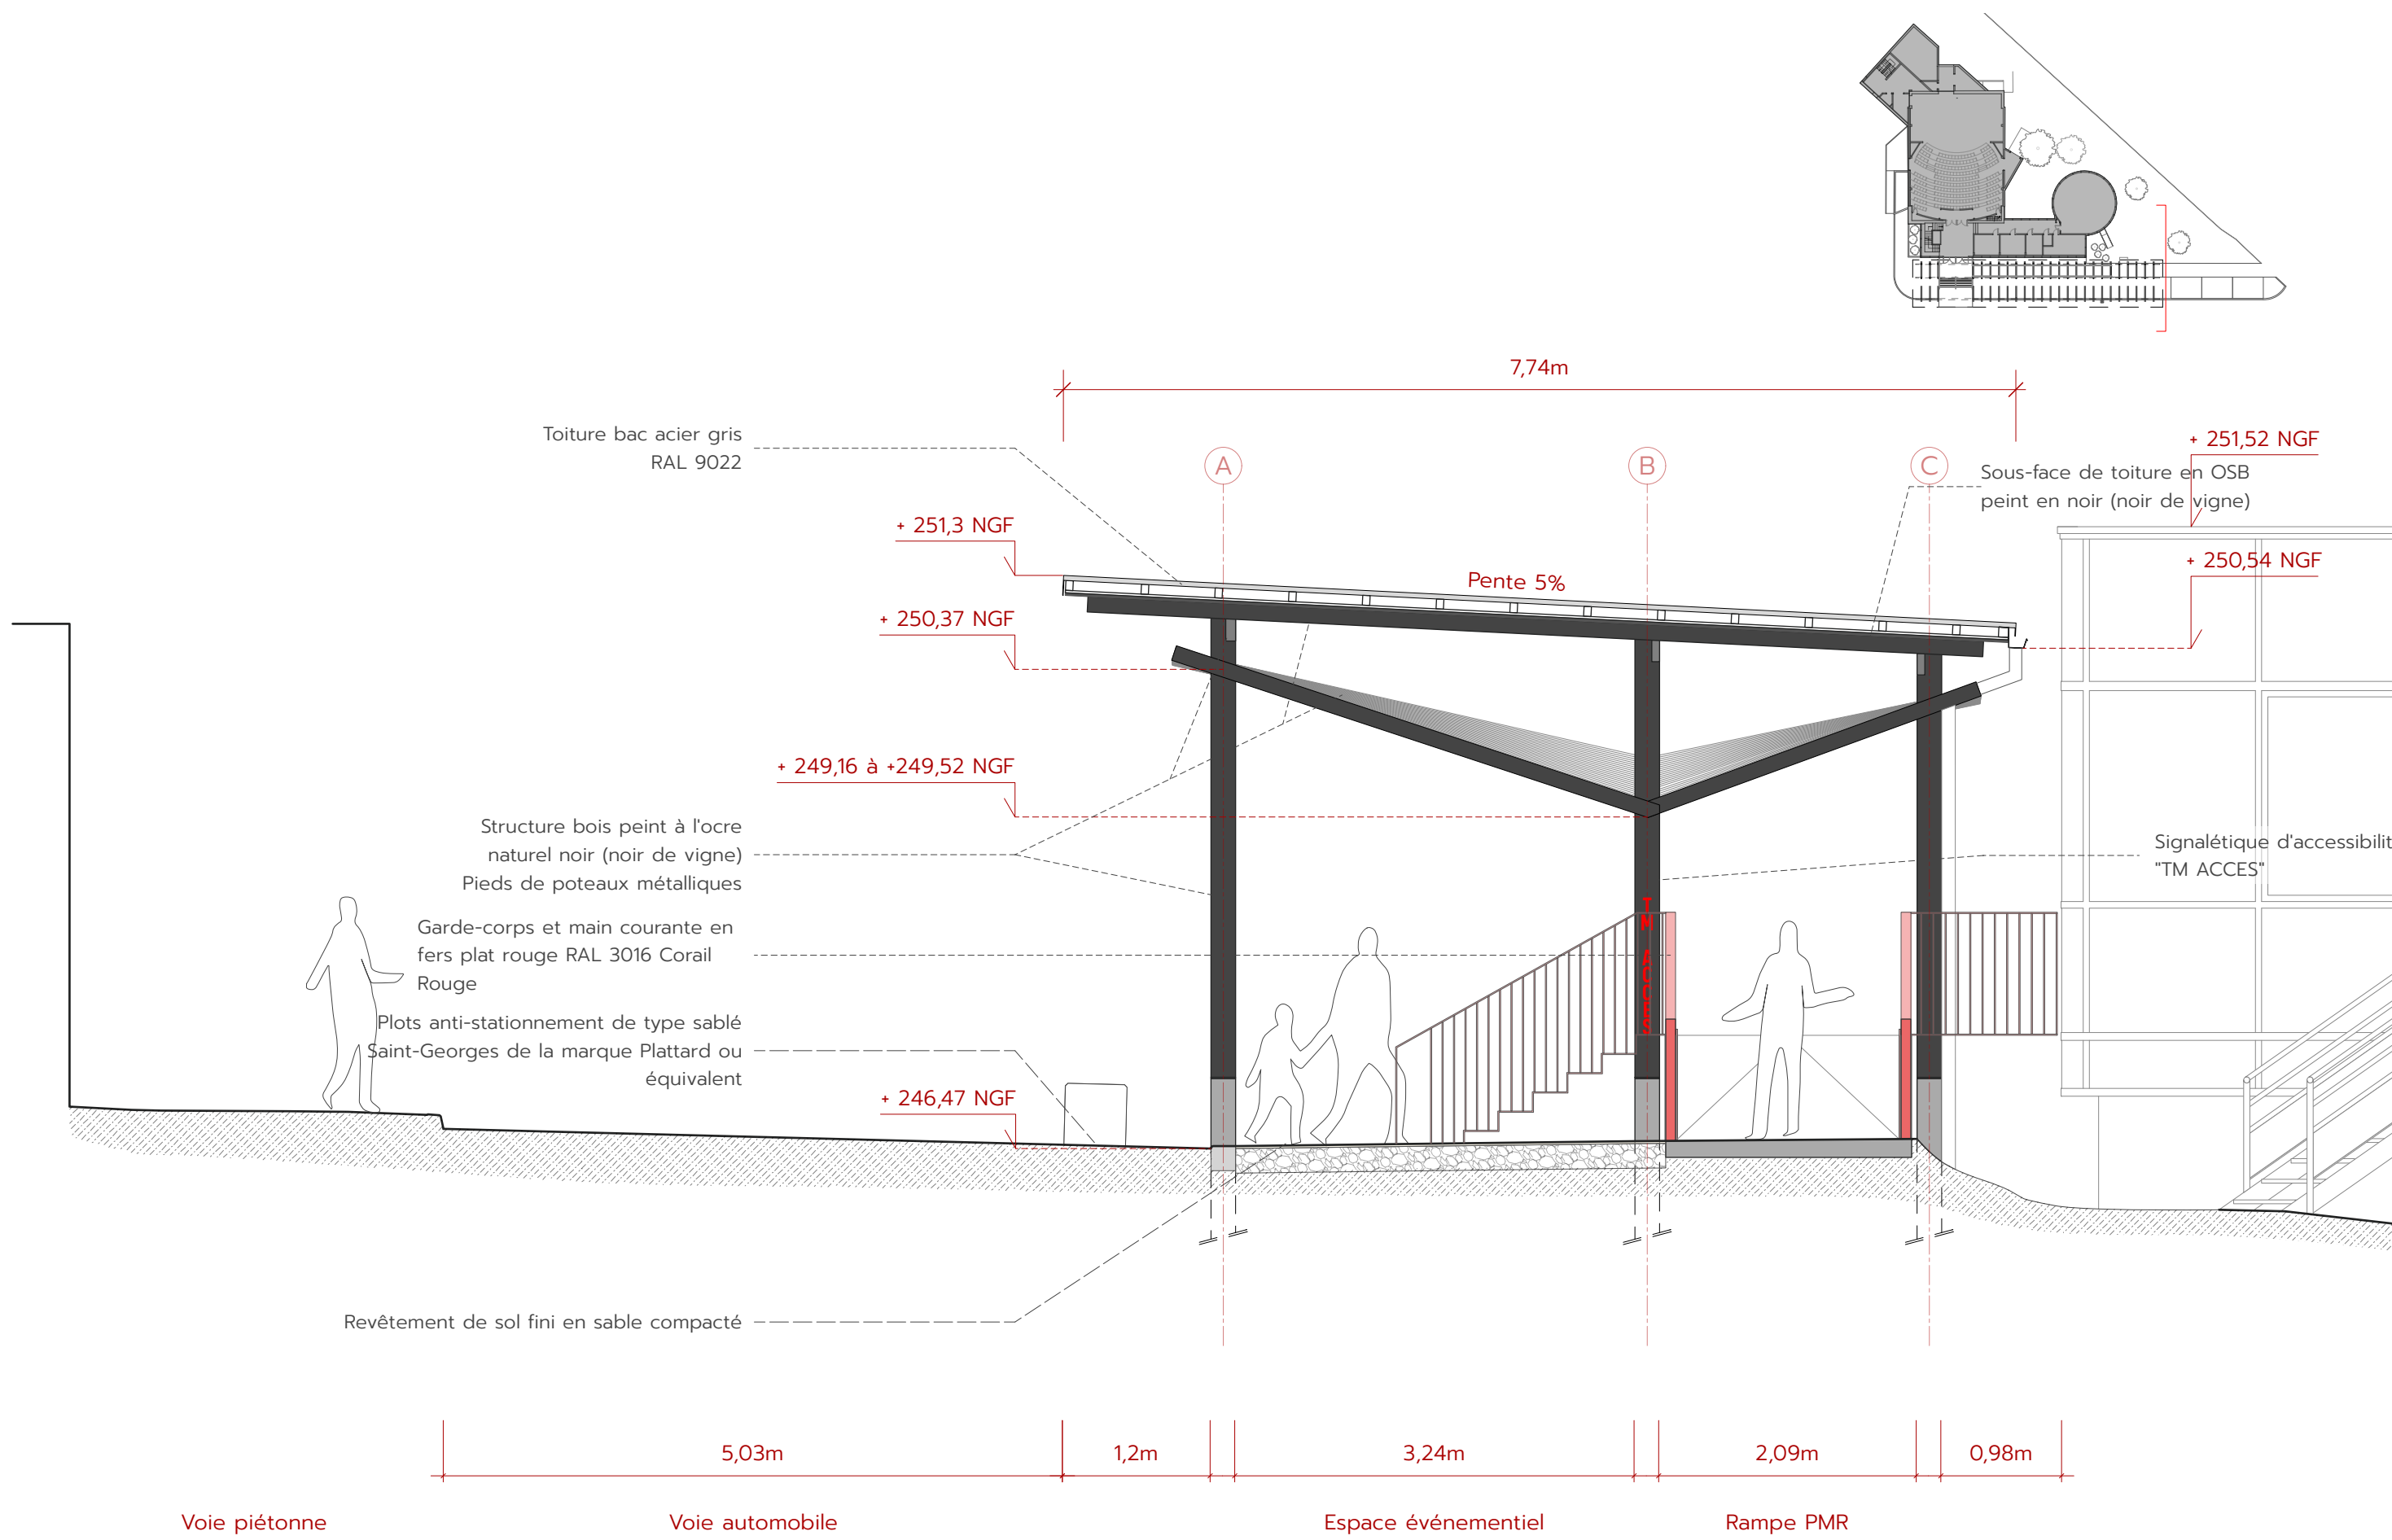 7,74m
Toiture bac acier gris
RAL 9022
A
B
C
+ 251,52 NGF
Sous-face de toiture en OSB
peint en noir (noir de vigne)
+ 251,3 NGF
+ 250,54 NGF
Pente 5%
+ 250,37 NGF
+ 249,16 à +249,52 NGF
Structure bois peint à l'ocre
naturel noir (noir de vigne)
Pieds de poteaux métalliques
Signalétique d'accessibilit
"TM ACCES"
TM ACCES
Garde-corps et main courante en
fers plat rouge RAL 3016 Corail
Rouge
Plots anti-stationnement de type sablé
Saint-Georges de la marque Plattard ou
équivalent
+ 246,47 NGF
Revêtement de sol fini en sable compacté
5,03m
1,2m
3,24m
2,09m
0,98m
Voie piétonne
Voie automobile
Espace événementiel
Rampe PMR